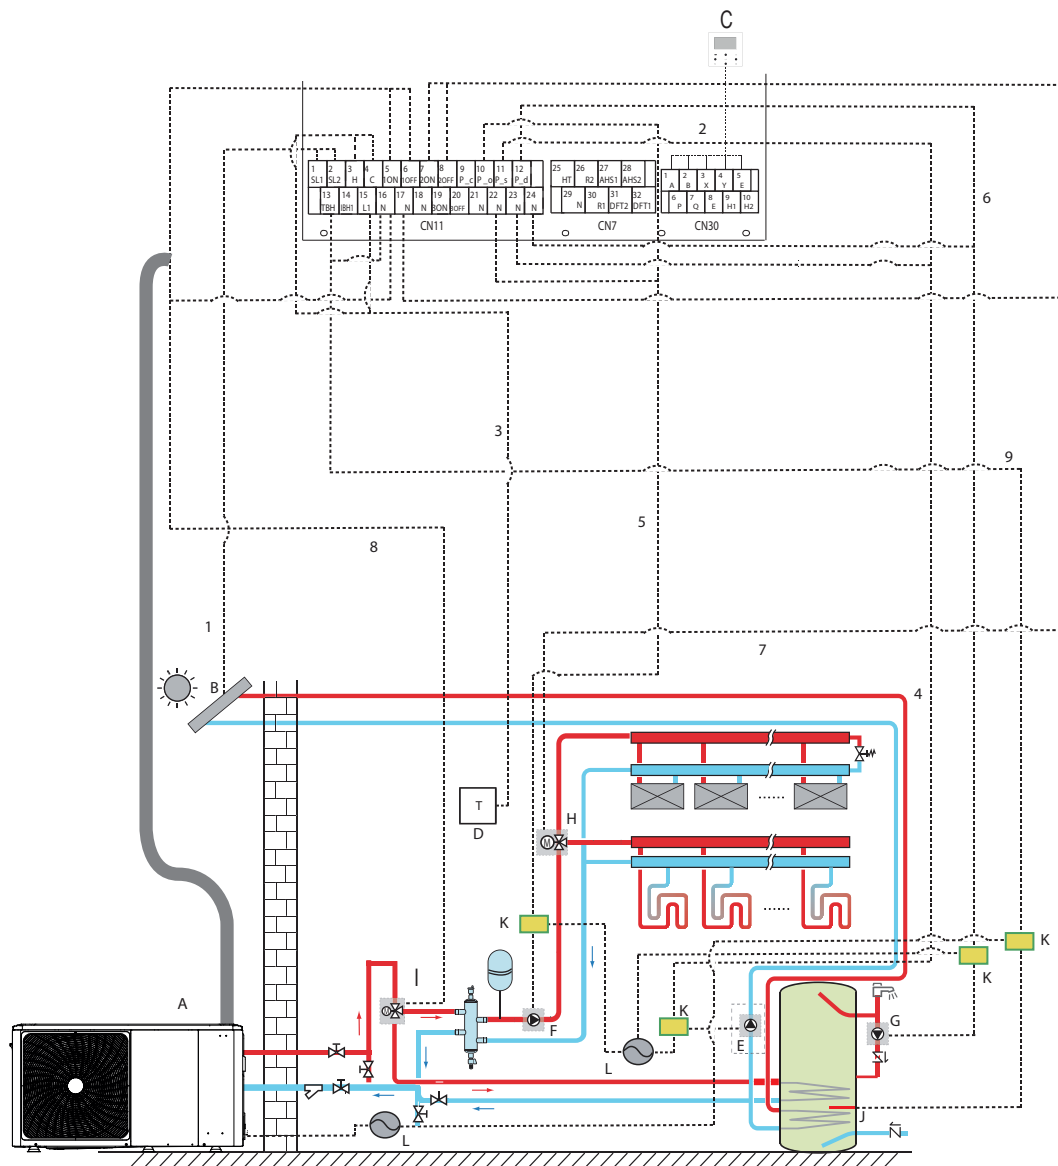 C
2
1 2 3 4 5 6 7 8 9 10 11 12
SL1 SL2 H C 1ON 1OFF 2ON 2OFF P_c P_o P_s P_d
13 14 15 16 17 18 19 20 21 22 23 24
TBH IBH1 L1 N N N 3ON 3OFF N N N N
CN11
25 26 27 28
HT R2 AHS1 AHS2
29 30 31 32
N R1 DFT2 DFT1
CN7
1 2 3 4 5
A B X Y E
6 7 8 9 10
P Q E H1 H2
CN30
6
3
9
5
8
1
7
B
4
T
D
H
M
K
K
K
I
A
M
F
K
E
G
L
J
L